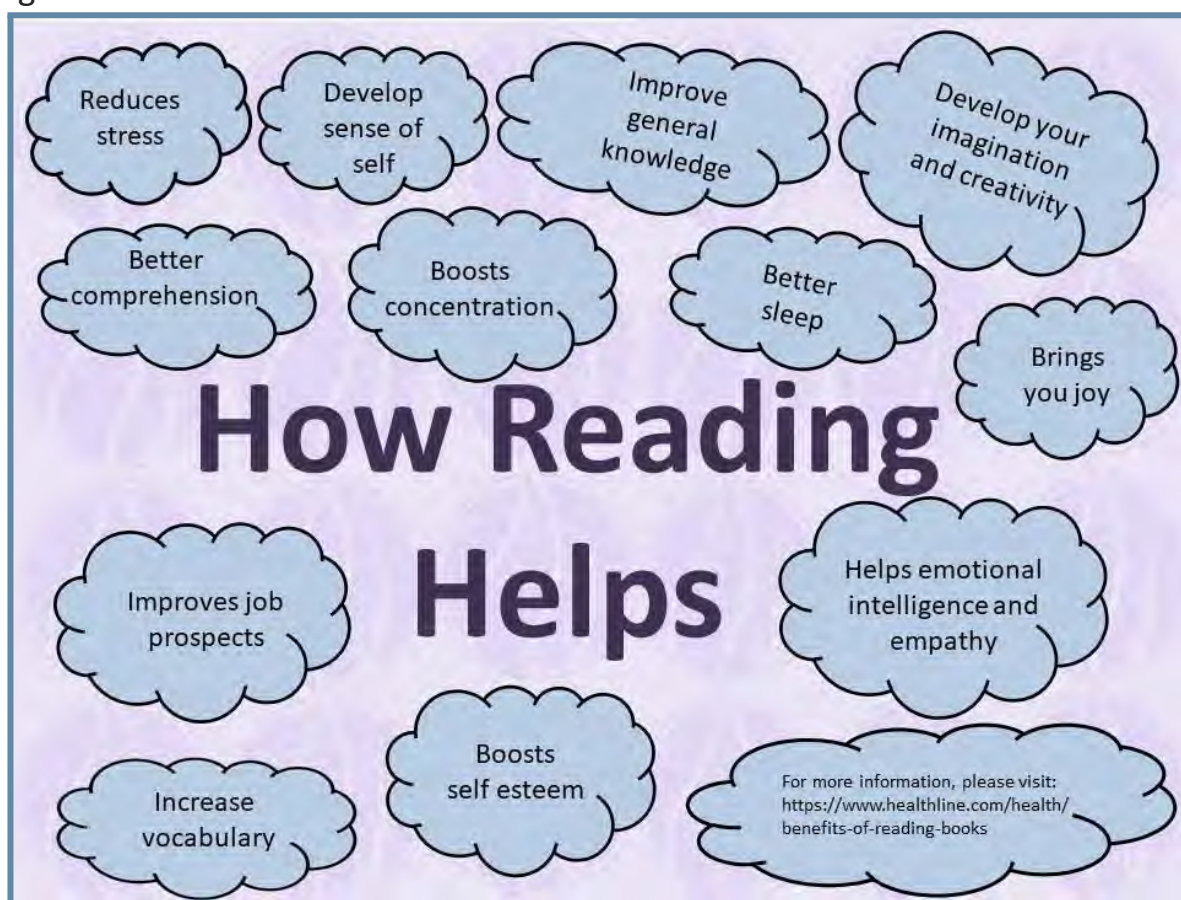 Reduces
stress
Develop
sense of
self
Improve
general
knowledge
Develop your
imagination
and creativity
Better
comprehension
Boosts
concentration
Better
sleep
Brings
you joy
How Reading
Helps
Improves job
prospects
Helps emotional
intelligence and
empathy
Increase
vocabulary
Boosts
self esteem
For more information, please visit:
https://www.healthline.com/health/
benefits-of-reading-books